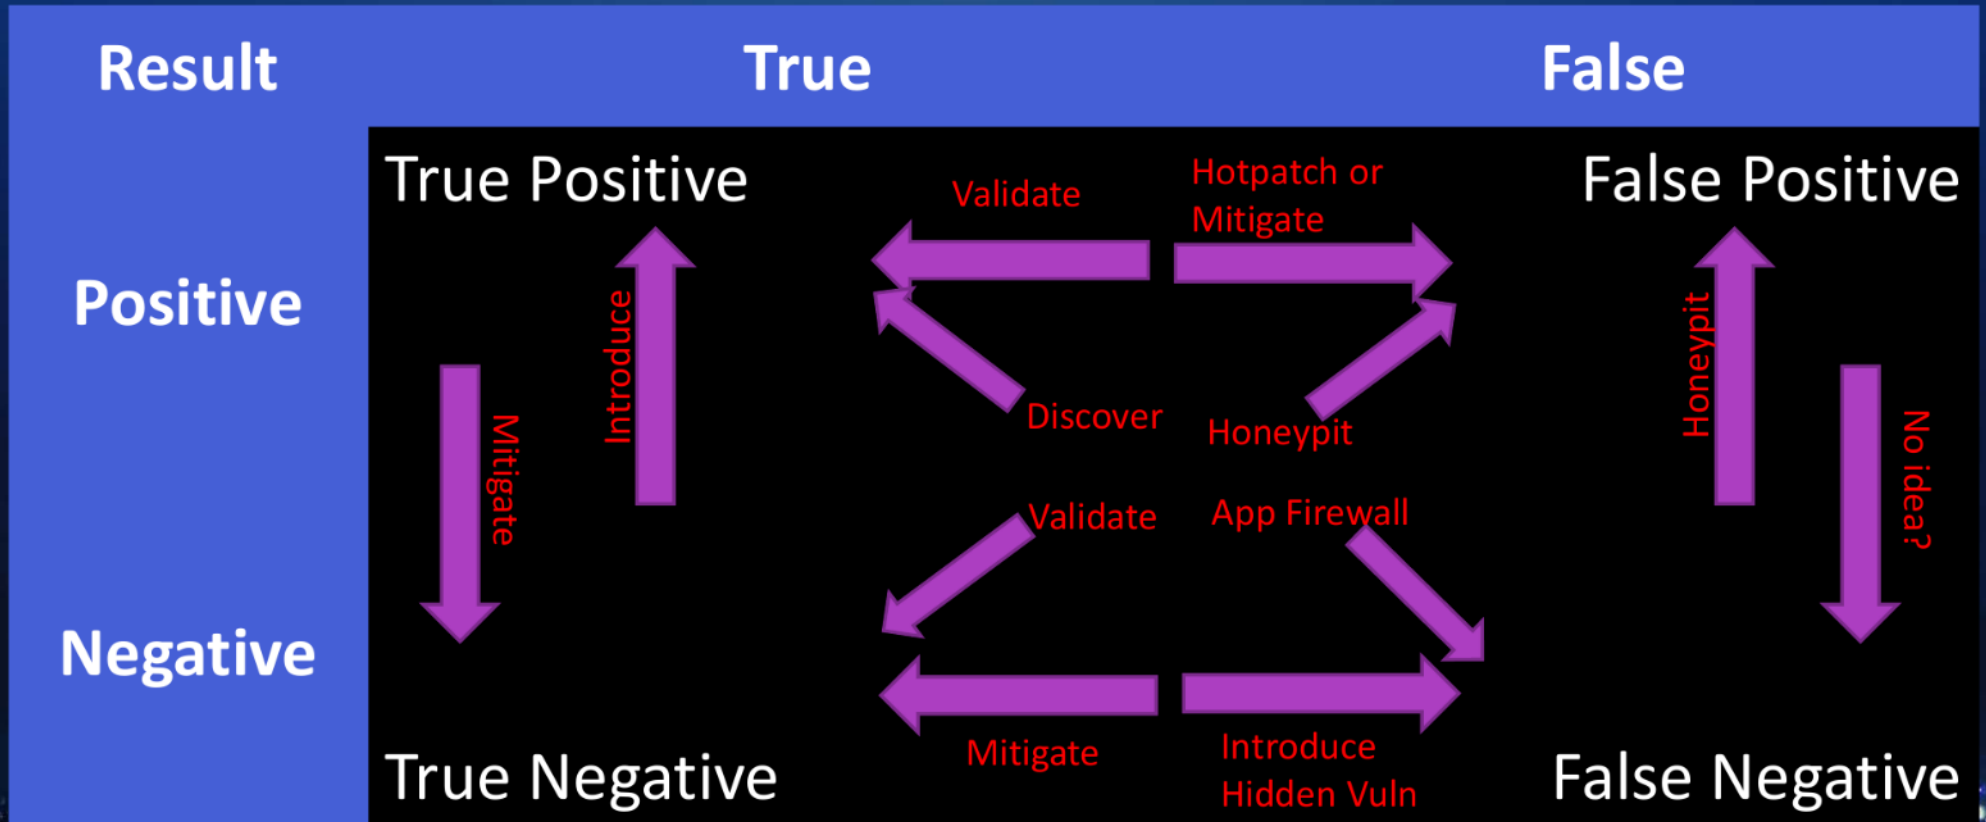 Result
True
False
True Positive
Validate
Hotpatch or
Mitigate
False Positive
Positive
Introduce
Honeypit
Mitigate
Discover
Honeypit
No idea?
Validate
App Firewall
Negative
Mitigate
Introduce
Hidden Vuln
True Negative
False Negative